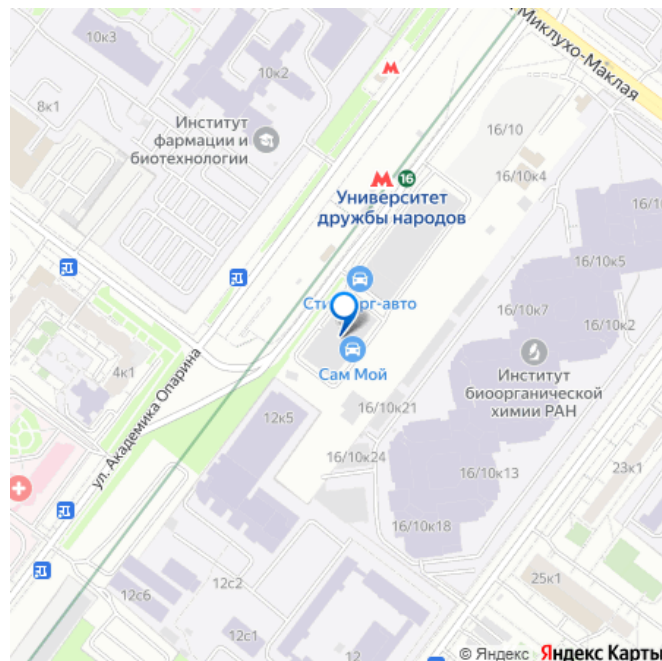 Миклухо-Маклая
10к3
10к2
8к1
Институт
фармации и
биотехнологии
16/10
16/10к4
16
Университет
дружбы народов
16/10к5
16/10к7
16/10к2
Сам Мой
4к1
ул. Академика Опарина
Институт
биоорганической
химии РАН
16/10к21
12к5
16/10к24
16/10к13
23к1
16/10к18
25к1
12с6
12с2
12с1
12
© Яндекс Яндекс Карты